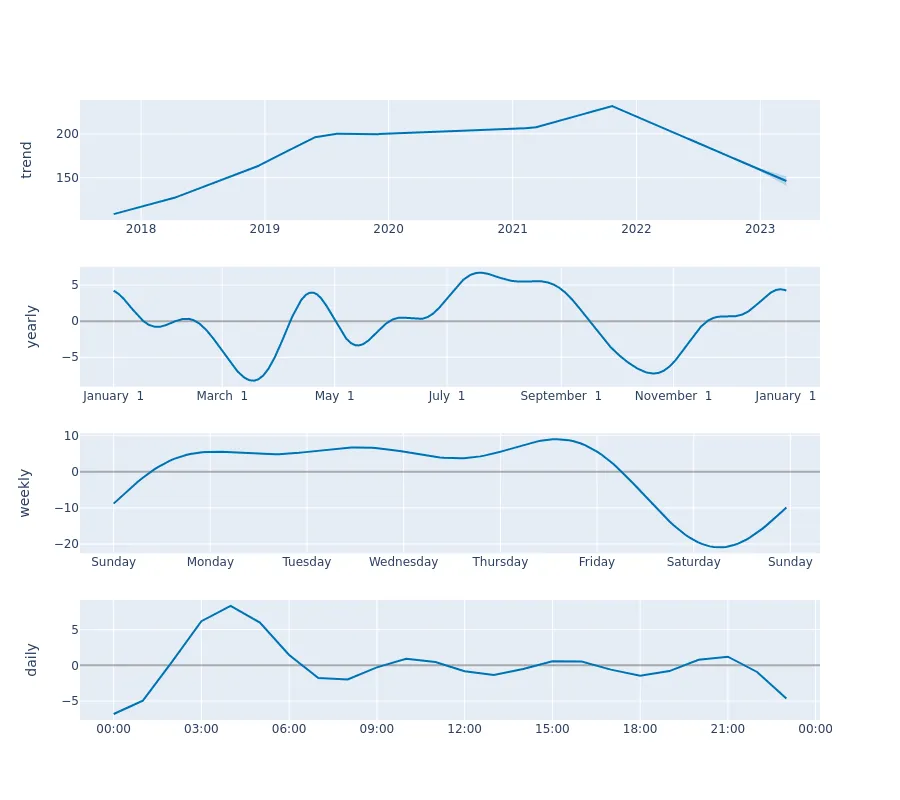 trend
200
150
2018 2019 2020 2021 2022 2023
yearly
5
0
−5
January 1 March 1 May 1 July 1 September 1 November 1 January 1
weekly
10
0
−10
−20
Sunday Monday Tuesday Wednesday Thursday Friday Saturday Sunday
daily
5
0
−5
00:00 03:00 06:00 09:00 12:00 15:00 18:00 21:00 00:00